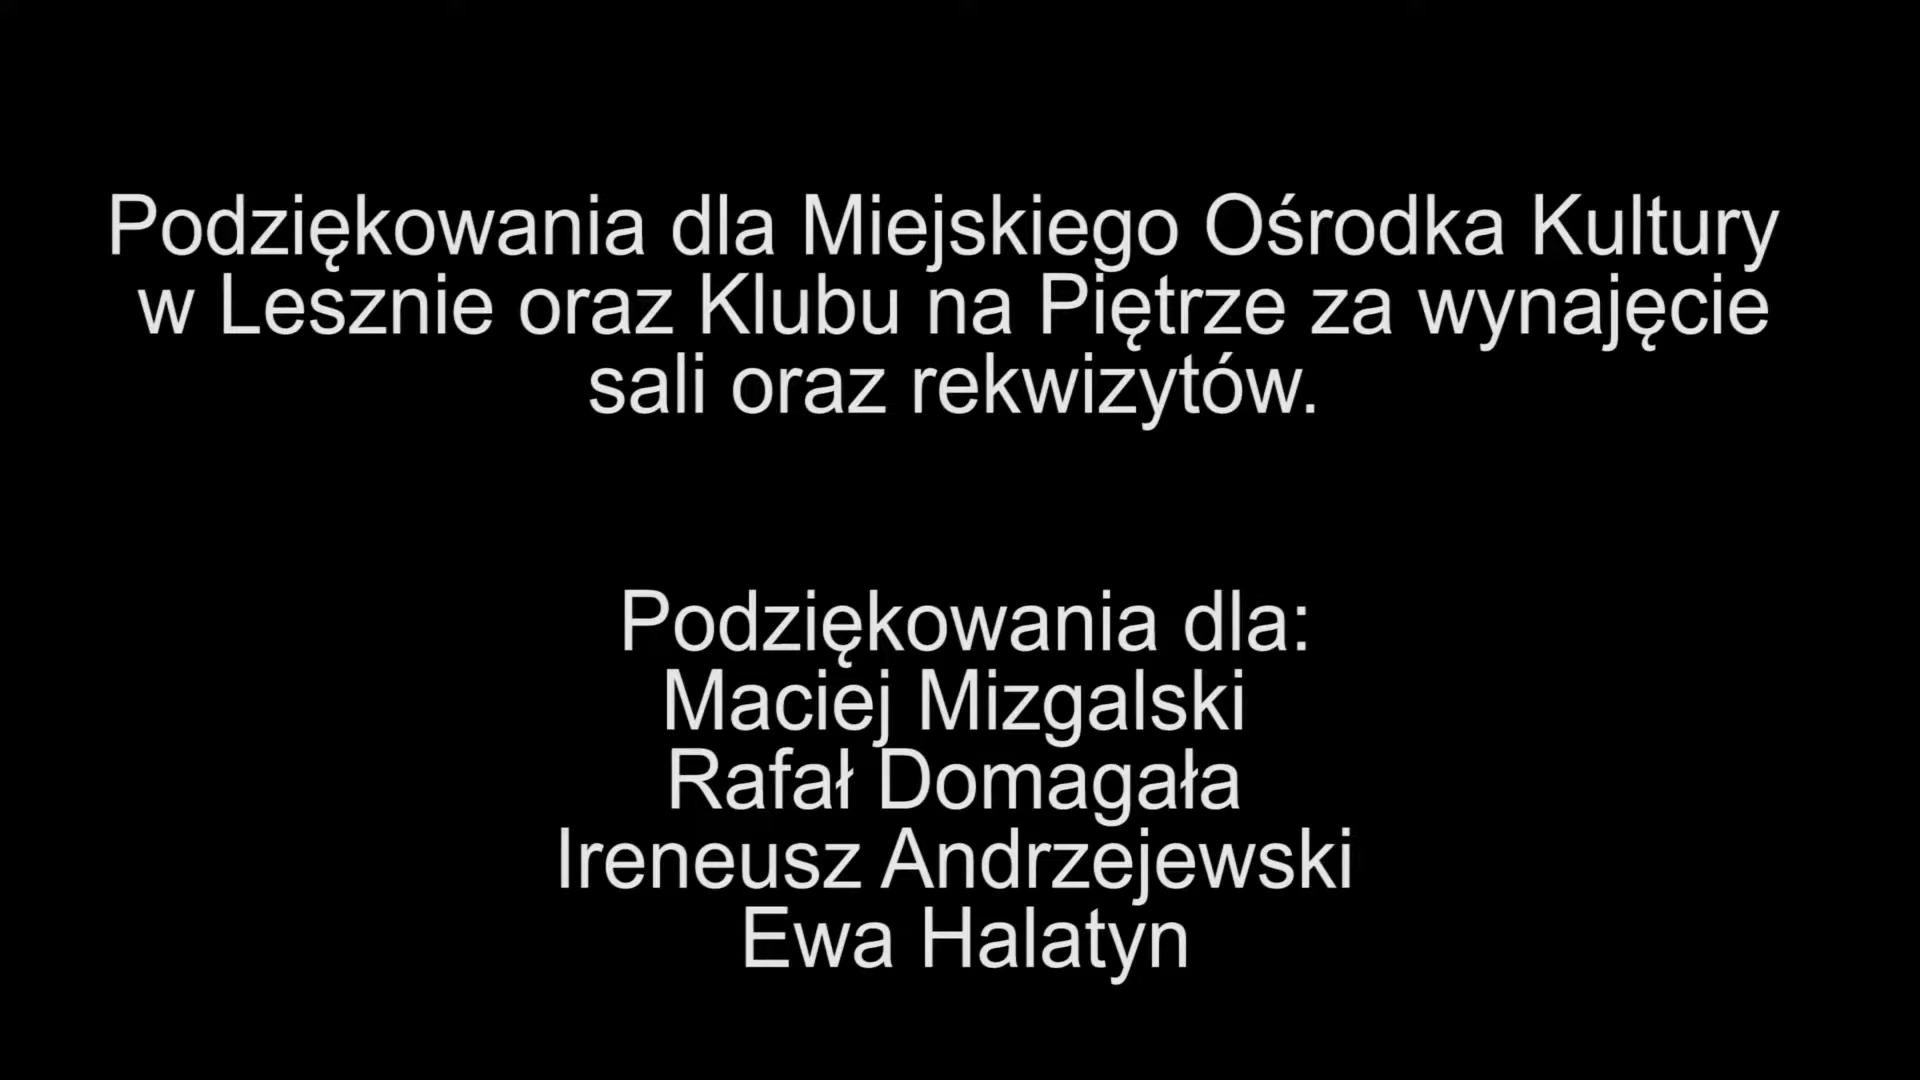 Podziękowania dla Miejskiego Ośrodka Kultury
w Lesznie oraz Klubu na Piętrze za wynajęcie
sali oraz rekwizytów.
Podziękowania dla:
Maciej Mizgalski
Rafał Domagała
Ireneusz Andrzejewski
Ewa Halatyn